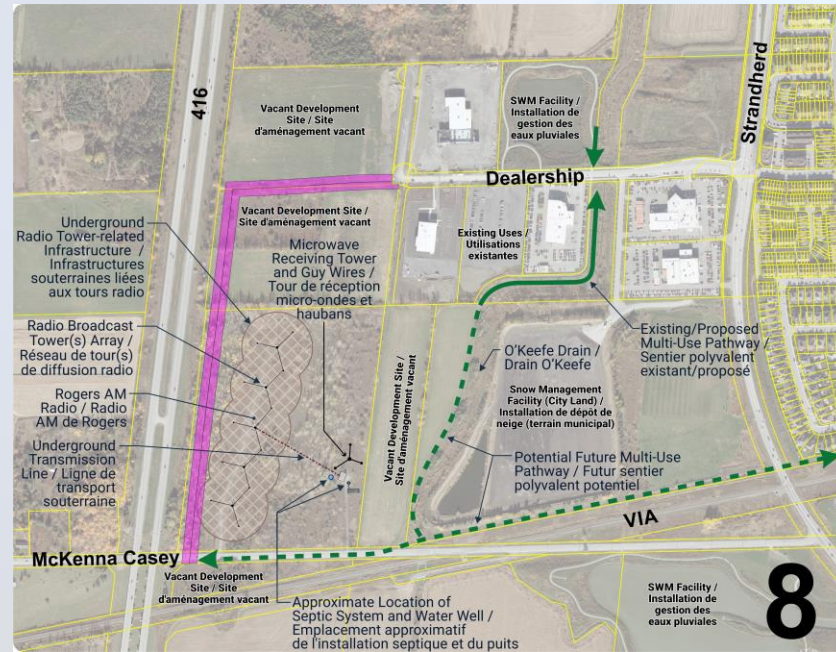 416
Vacant Development
Site / Site
d'aménagement vacant
SWM Facility /
Installation de
gestion des
eaux pluviales
Strandherd
Dealership
Vacant Development Site /
Site d'aménagement vacant
Existing Uses /
Utilisations
existantes
Underground
Radio Tower-related
Infrastructure /
Infrastructures
souterraines liées
aux tours radio
Microwave
Receiving Tower
and Guy Wires /
Tour de réception
micro-ondes et
haubans
Radio Broadcast
Tower(s) Array /
Réseau de tour(s)
de diffusion radio
Rogers AM
Radio / Radio
AM de Rogers
Underground
Transmission
Line / Ligne de
transport
souterraine
Vacant Development Site /
Site d'aménagement vacant
O'Keefe Drain /
Drain O'Keefe
Existing/Proposed
Multi-Use Pathway /
Sentier polyvalent
existant/proposé
Snow Management
Facility (City Land) /
Installation de dépôt de
neige (terrain municipal)
Potential Future Multi-Use
Pathway / Futur sentier
polyvalent potentiel
VIA
McKenna Casey
Vacant Development
Site / Site
d'aménagement vacant
Approximate Location of
Septic System and Water Well /
Emplacement approximatif
de l'installation septique et du puits
SWM Facility /
Installation de
gestion des
eaux pluviales
8